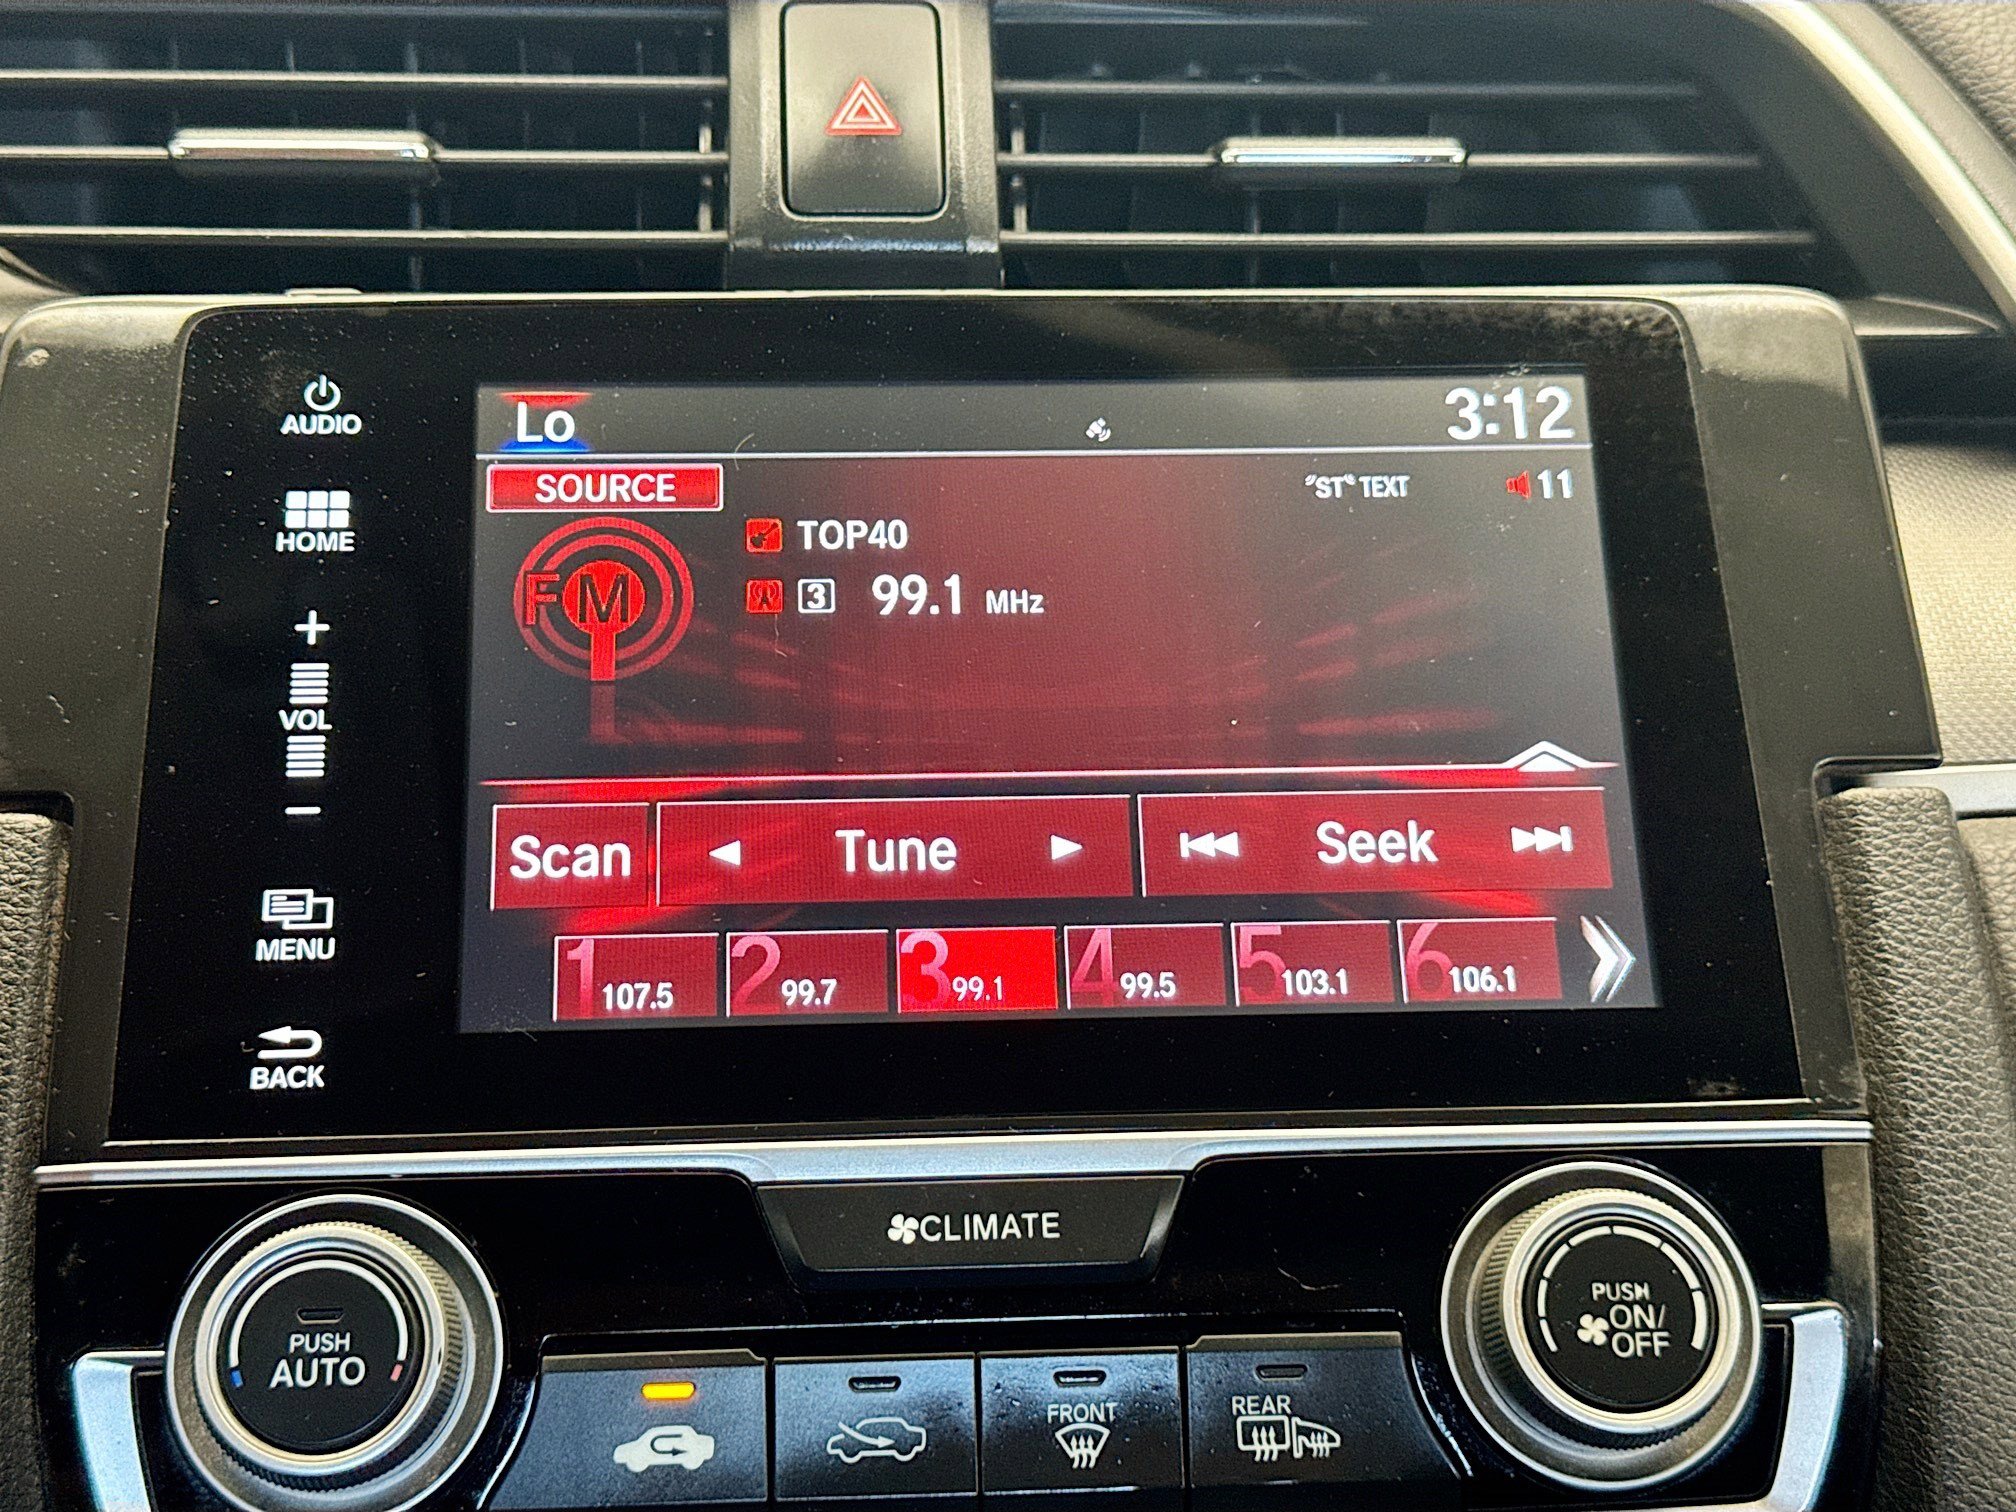 AUDIO
HOME
+
VOL
-
MENU
BACK
Lo
3:12
SOURCE
"ST" TEXT
11
FM
TOP40
3 99.1 MHz
Scan
Tune
Seek
1 107.5
2 99.7
3 99.1
4 99.5
5 103.1
6 106.1
CLIMATE
PUSH
AUTO
FRONT
REAR
PUSH
ON/
OFF